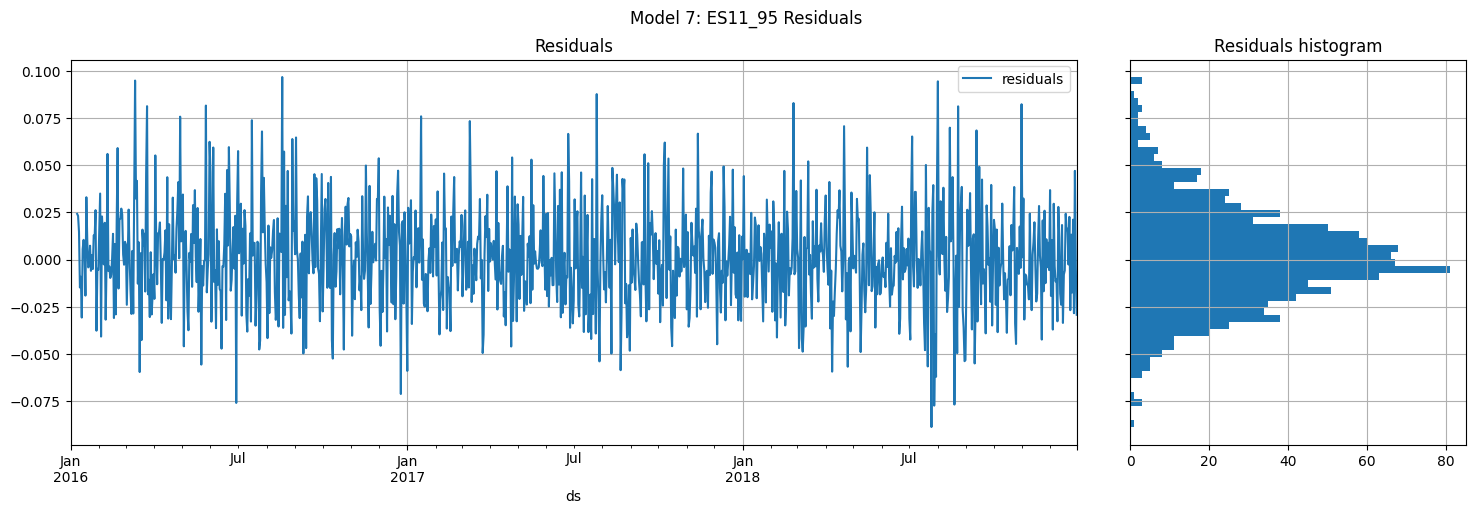 Model 7: ES11_95 Residuals
Residuals
Residuals histogram
residuals
0.100
0.075
0.050
0.025
0.000
−0.025
−0.050
−0.075
Jan
2016
Jul
Jan
2017
Jul
Jan
2018
Jul
ds
0
20
40
60
80